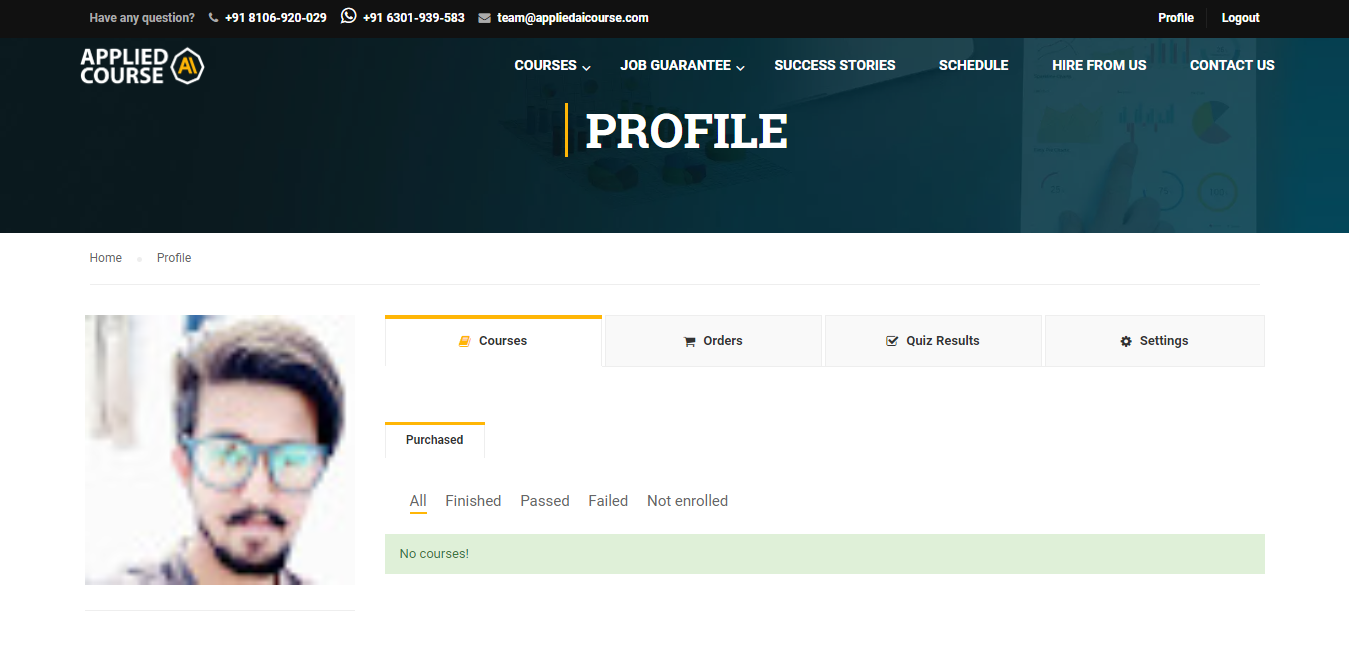 Have any question? +91 8106-920-029 +91 6301-939-583 team@appliedaicourse.com Profile Logout
APPLIED
COURSE AI
COURSES JOB GUARANTEE SUCCESS STORIES SCHEDULE HIRE FROM US CONTACT US
PROFILE
Home Profile
Courses Orders Quiz Results Settings
Purchased
All Finished Passed Failed Not enrolled
No courses!